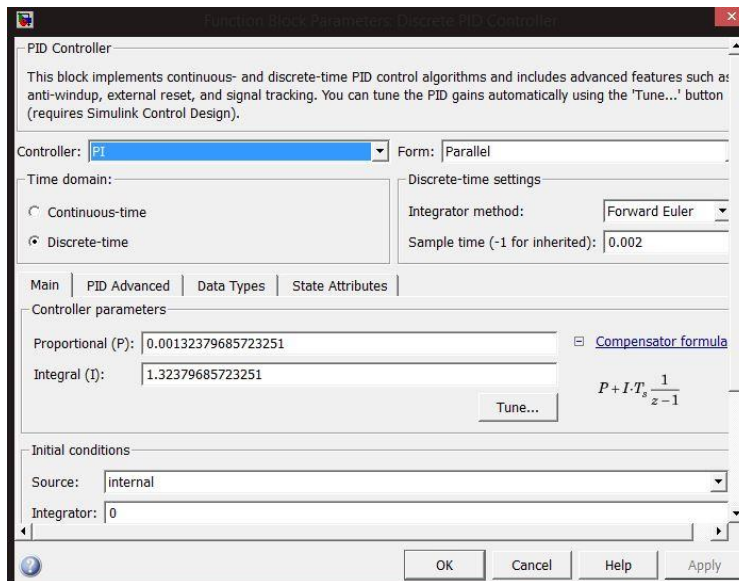 Function Block Parameters: Discrete PID Controller
PID Controller
This block implements continuous- and discrete-time PID control algorithms and includes advanced features such as
anti-windup, external reset, and signal tracking. You can tune the PID gains automatically using the 'Tune...' button
(requires Simulink Control Design).
Controller: PI Form: Parallel
Time domain: Discrete-time settings
Continuous-time Integrator method: Forward Euler
Discrete-time Sample time (-1 for inherited): 0.002
Main PID Advanced Data Types State Attributes
Controller parameters
Proportional (P): 0.00132379685723251 Compensator formula
Integral (I): 1.32379685723251
P+I·Tₛ 1/(z−1)
Tune...
Initial conditions
Source: internal
Integrator: 0
OK Cancel Help Apply